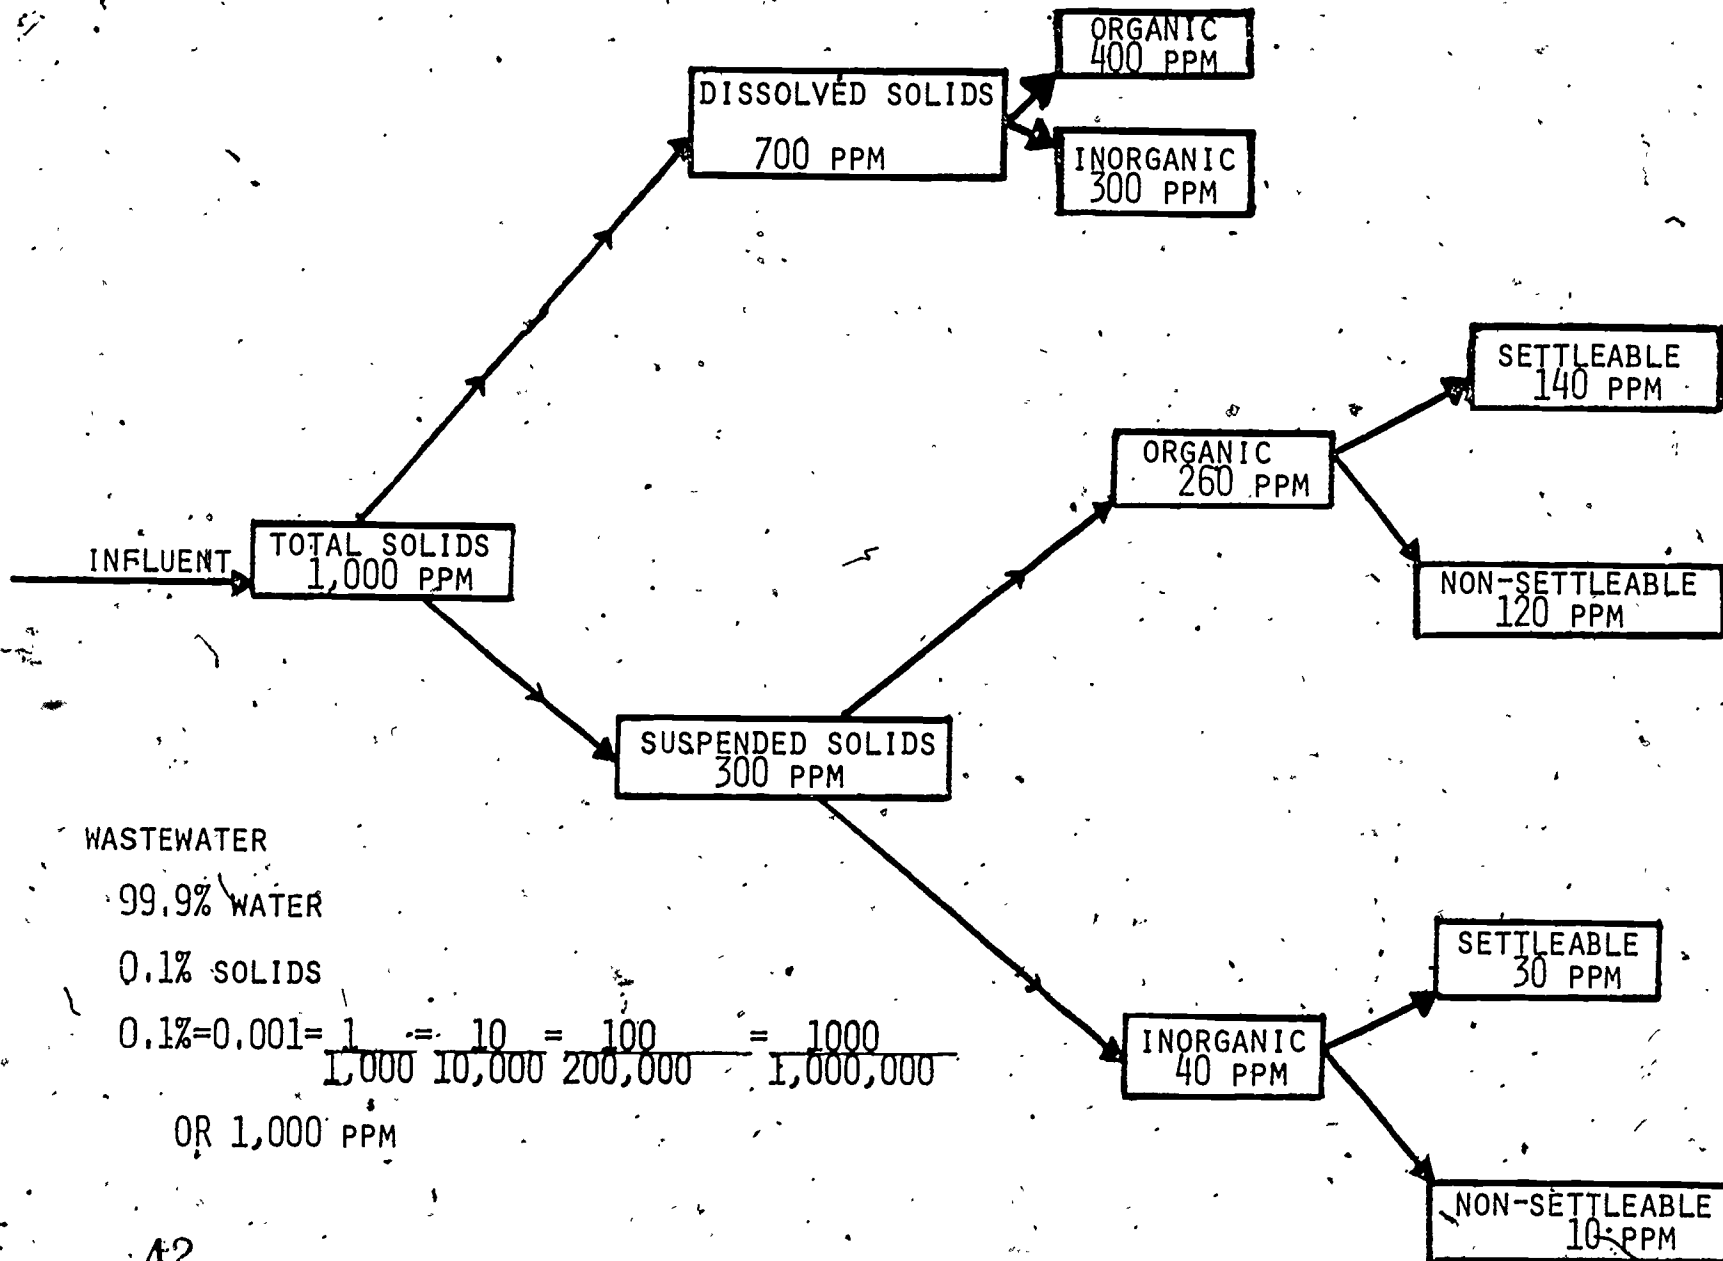 ORGANIC
400 PPM
DISSOLVED SOLIDS
700 PPM
INORGANIC
300 PPM
SETTLEABLE
140 PPM
ORGANIC
260 PPM
INFLUENT
TOTAL SOLIDS
1,000 PPM
NON-SETTLEABLE
120 PPM
SUSPENDED SOLIDS
300 PPM
WASTEWATER
99.9% WATER
0.1% SOLIDS
0.1%=0.001= 1 = 10 = 100 = 1000
1,000 10,000 200,000 1,000,000
OR 1,000 PPM
SETTLEABLE
30 PPM
INORGANIC
40 PPM
NON-SETTLEABLE
10 PPM
42